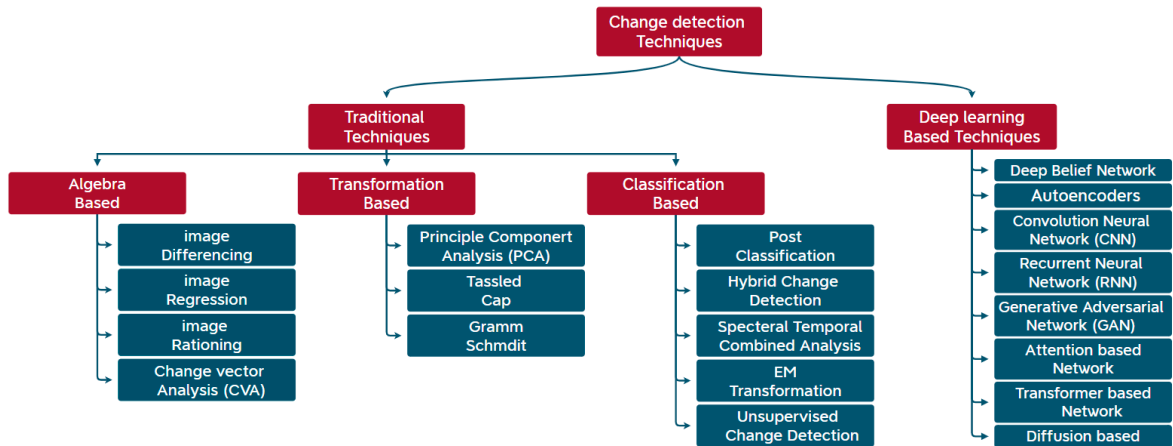 Change detection
Techniques
Traditional
Techniques
Deep learning
Based Techniques
Algebra
Based
Transformation
Based
Classification
Based
image
Differencing
image
Regression
image
Rationing
Change vector
Analysis (CVA)
Principle Componert
Analysis (PCA)
Tassled
Cap
Gramm
Schmdit
Post
Classification
Hybrid Change
Detection
Specteral Temporal
Combined Analysis
EM
Transformation
Unsupervised
Change Detection
Deep Belief Network
Autoencoders
Convolution Neural
Network (CNN)
Recurrent Neural
Network (RNN)
Generative Adversarial
Network (GAN)
Attention based
Network
Transformer based
Network
Diffusion based